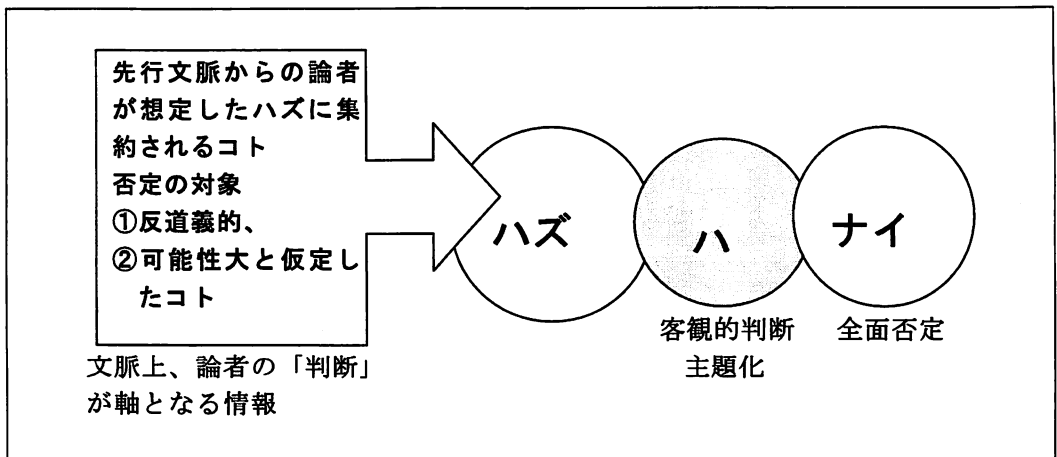 先行文脈からの論者
が想定したハズに集
約されるコト
否定の対象
①反道義的、
②可能性大と仮定し
たコト
文脈上、論者の「判断」
が軸となる情報
ハズ
ハ
ナイ
客観的判断
主題化
全面否定